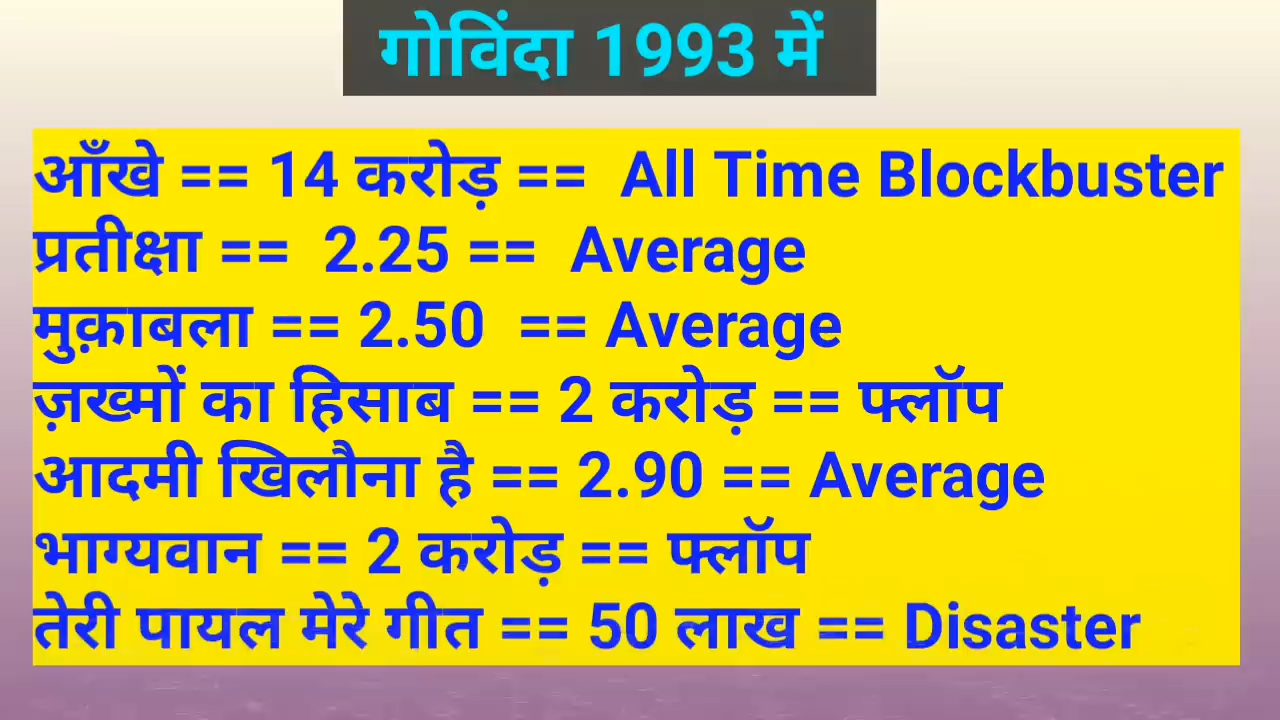 गोविंदा 1993 में
आँखे == 14 करोड़ == All Time Blockbuster
प्रतीक्षा == 2.25 == Average
मुक़ाबला == 2.50 == Average
ज़ख्मों का हिसाब == 2 करोड़ == फ्लॉप
आदमी खिलौना है == 2.90 == Average
भाग्यवान == 2 करोड़ == फ्लॉप
तेरी पायल मेरे गीत == 50 लाख == Disaster